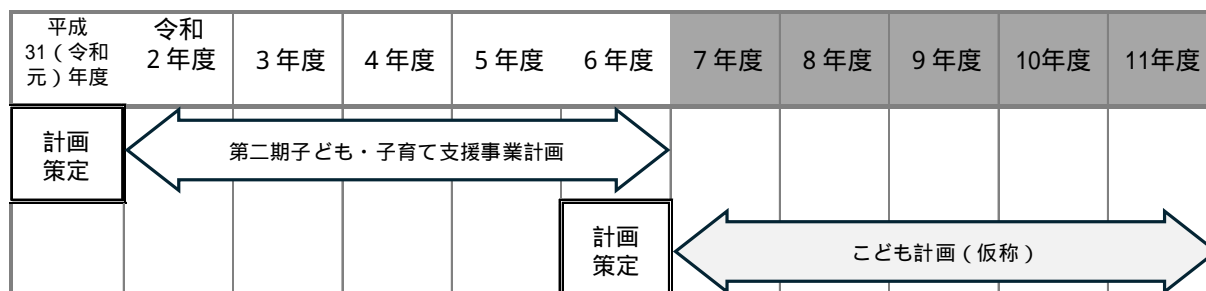 平成
31（令和
元）年度
令和
２年度
３年度
４年度
５年度
６年度
７年度
８年度
９年度
10年度
11年度
計画
策定
第二期子ども・子育て支援事業計画
計画
策定
こども計画（仮称）